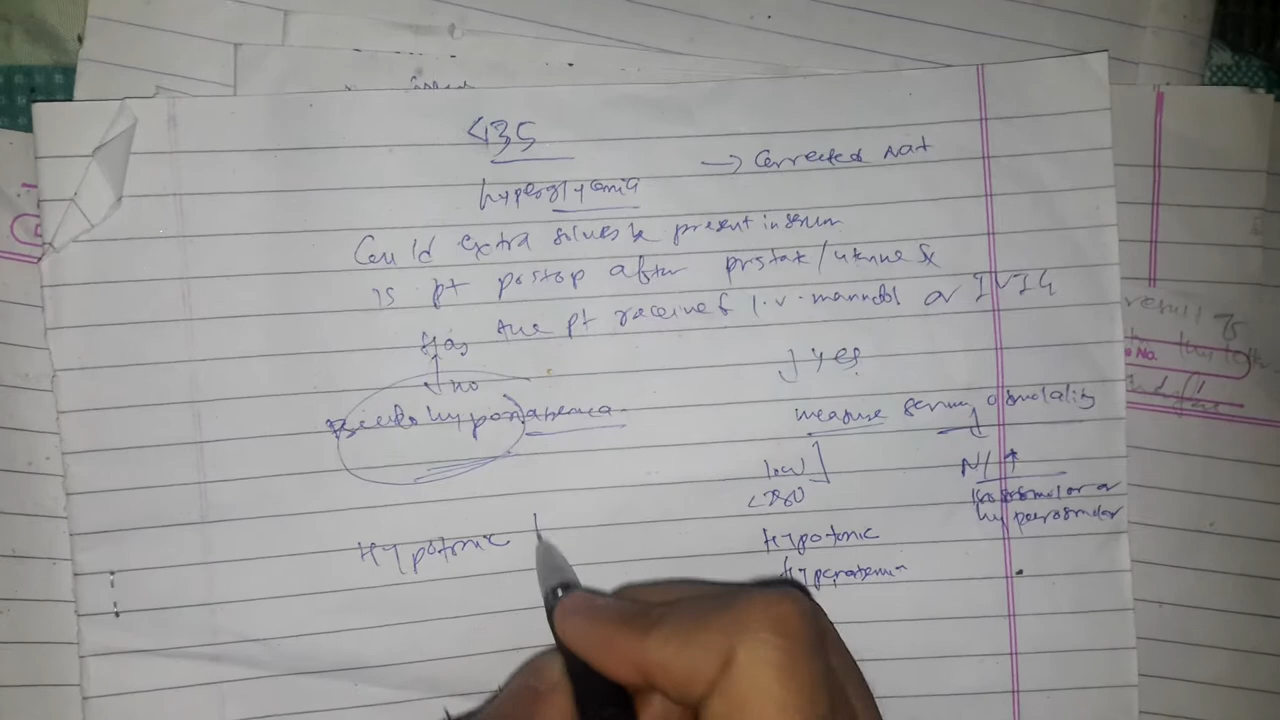 <135
→ Corrected Na+
hyperglycemia
Could extra solutes be present in serum
is pt postop after prstate/uterine sx
Has the pt received i.v. mannitol or IVIG
↓ yes
↓ no
Pseudo hyponatremia
measure serum osmolality
low
N/↑
<280
isoosmolar or
hyperosmolar
Hypotonic
Hypotonic
Hyponatremia
No.